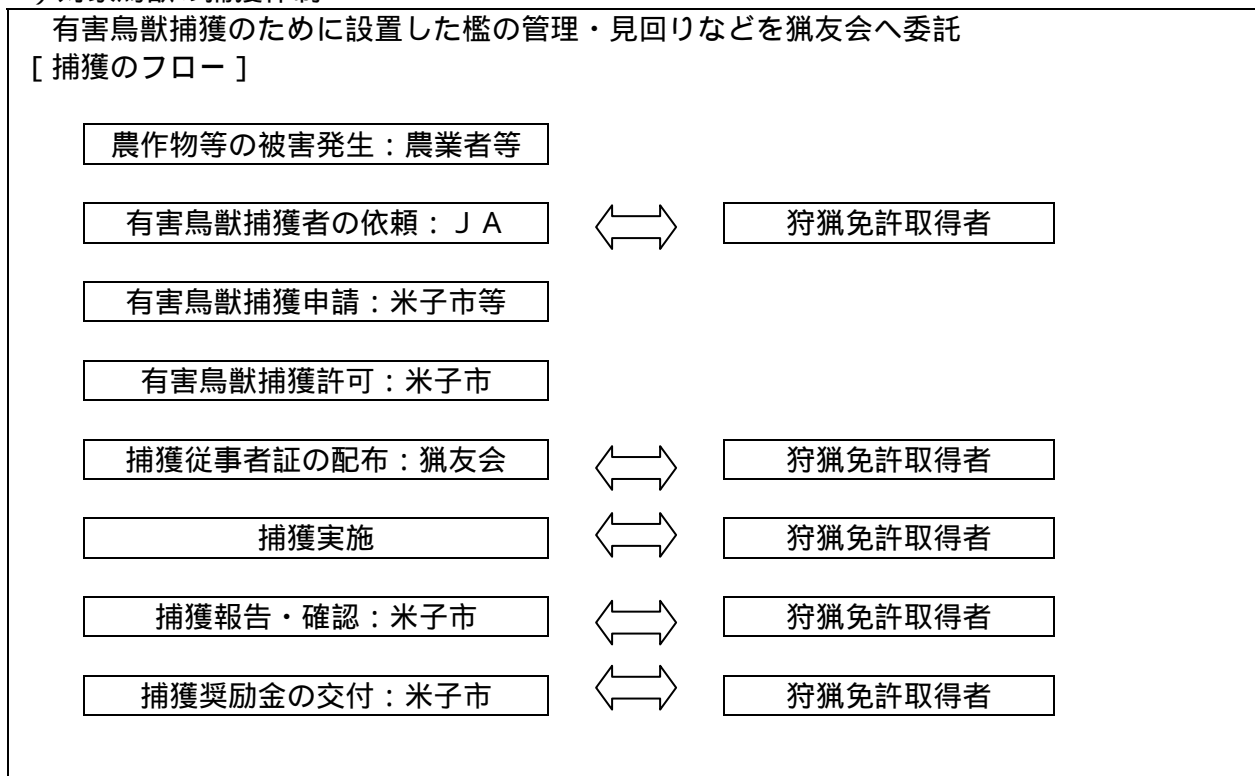 有害鳥獣捕獲のために設置した檻の管理・見回りなどを猟友会へ委託
[捕獲のフロー]
農作物等の被害発生：農業者等
有害鳥獣捕獲者の依頼：ＪＡ 狩猟免許取得者
有害鳥獣捕獲申請：米子市等
有害鳥獣捕獲許可：米子市
捕獲従事者証の配布：猟友会 狩猟免許取得者
捕獲実施 狩猟免許取得者
捕獲報告・確認：米子市 狩猟免許取得者
捕獲奨励金の交付：米子市 狩猟免許取得者